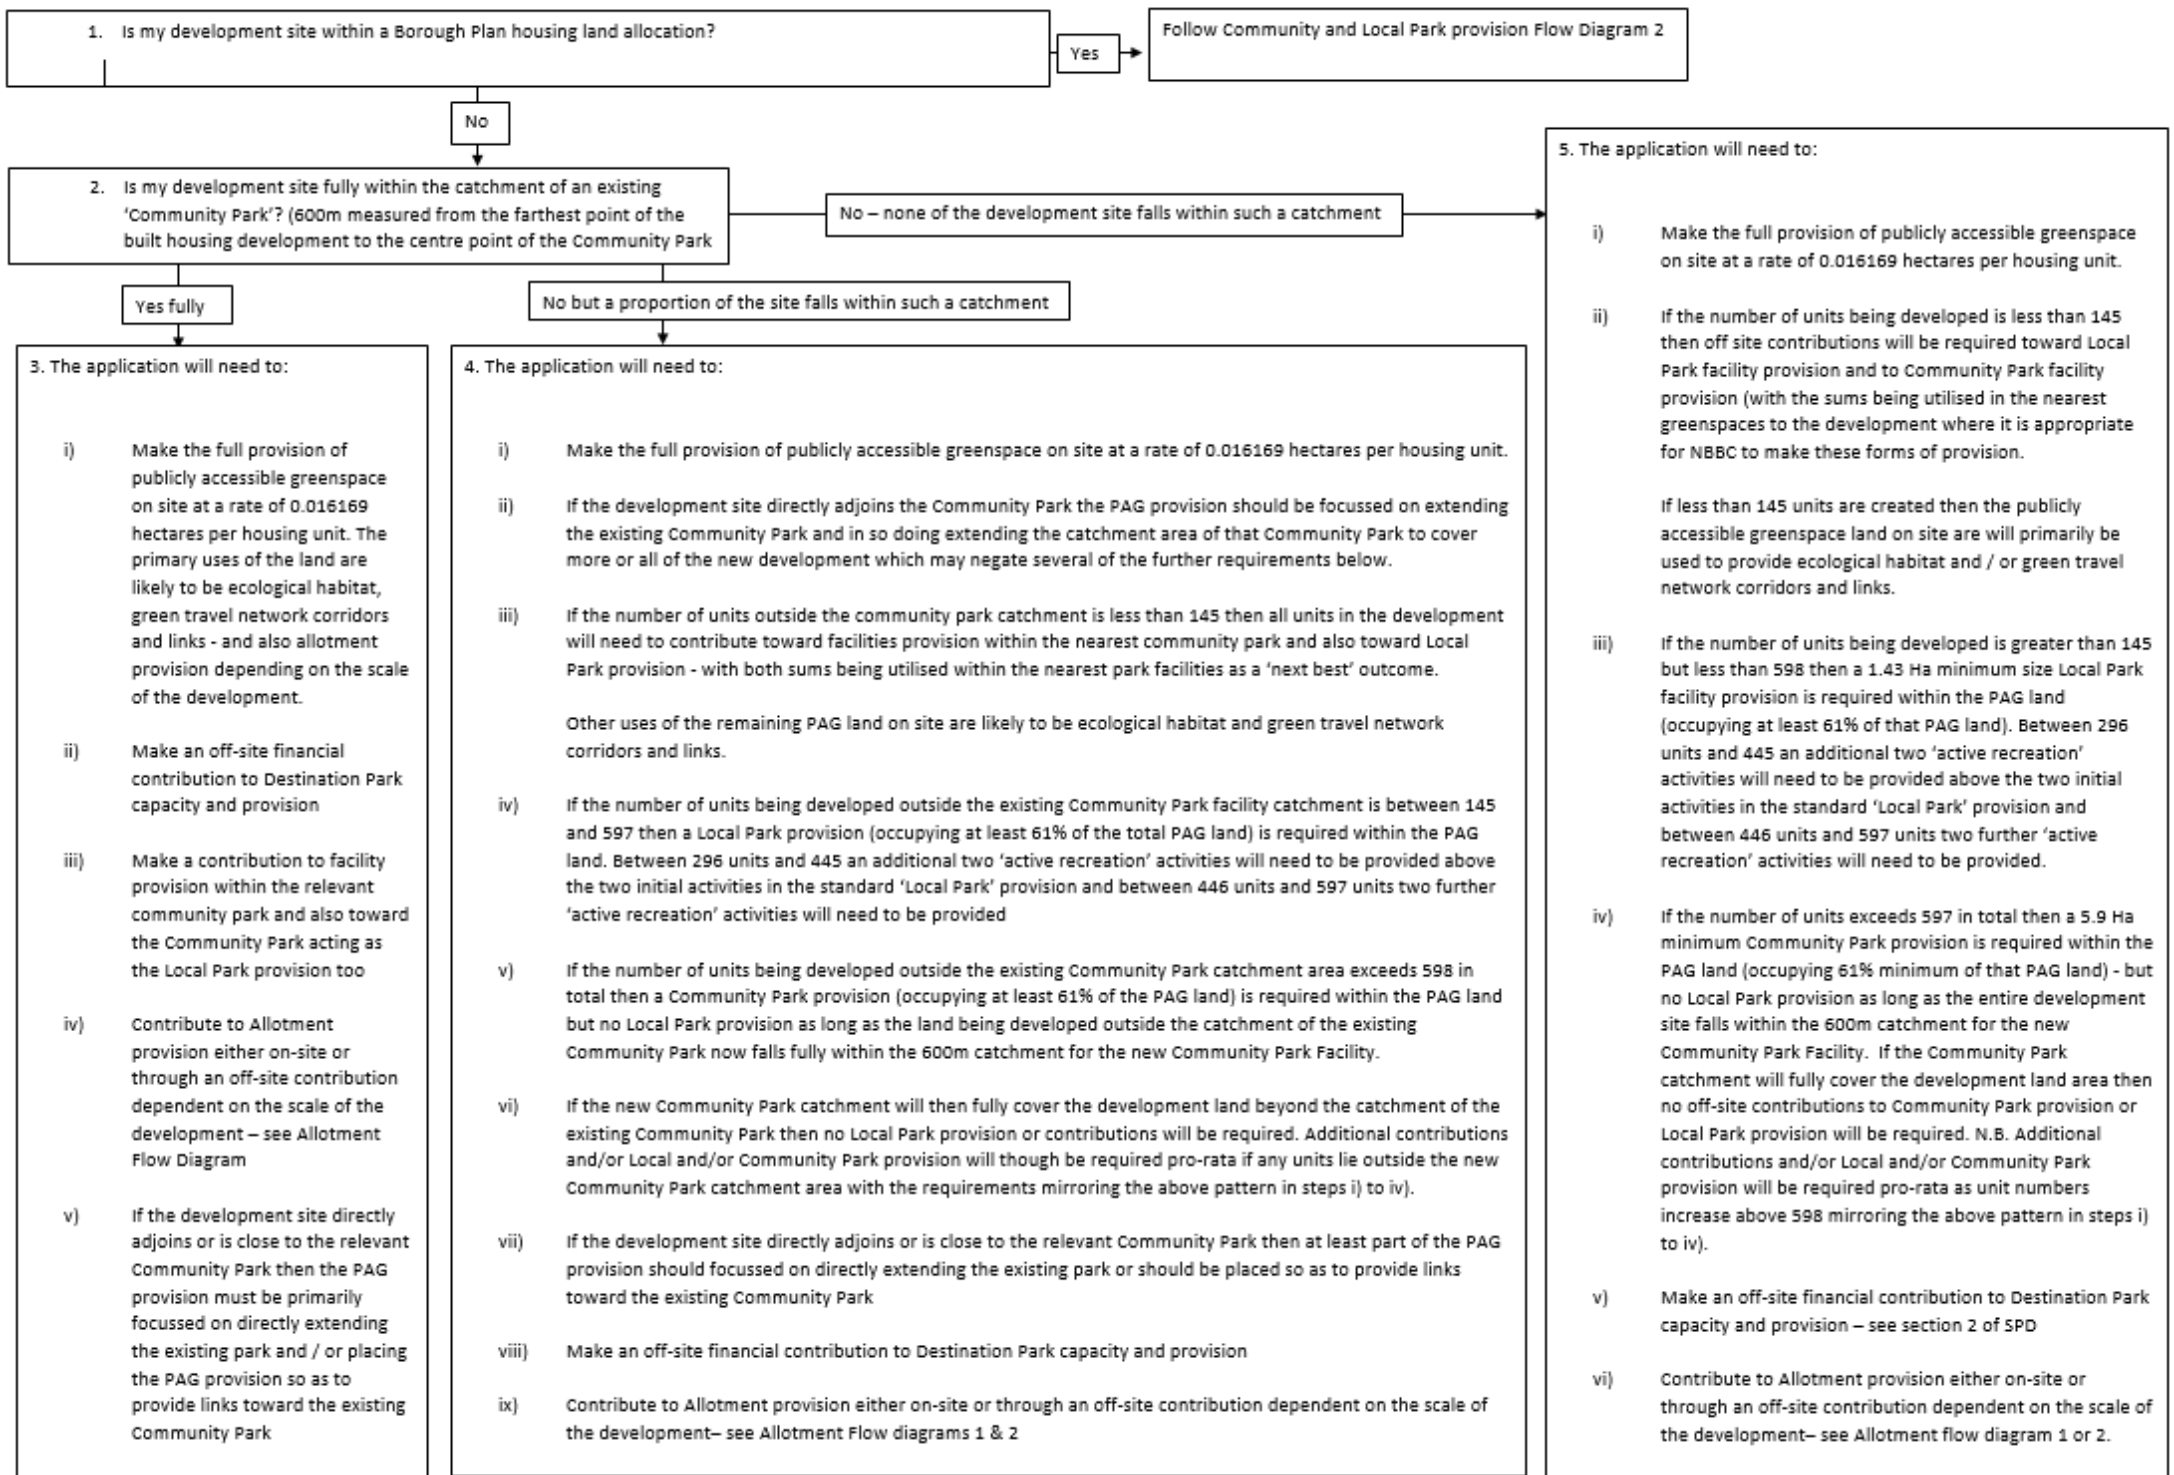 1. Is my development site within a Borough Plan housing land allocation?
Yes
Follow Community and Local Park provision Flow Diagram 2
No
2. Is my development site fully within the catchment of an existing
‘Community Park’? (600m measured from the farthest point of the
built housing development to the centre point of the Community Park
No – none of the development site falls within such a catchment
Yes fully
No but a proportion of the site falls within such a catchment
3. The application will need to:
i) Make the full provision of
publicly accessible greenspace
on site at a rate of 0.016169
hectares per housing unit. The
primary uses of the land are
likely to be ecological habitat,
green travel network corridors
and links - and also allotment
provision depending on the scale
of the development.
ii) Make an off-site financial
contribution to Destination Park
capacity and provision
iii) Make a contribution to facility
provision within the relevant
community park and also toward
the Community Park acting as
the Local Park provision too
iv) Contribute to Allotment
provision either on-site or
through an off-site contribution
dependent on the scale of the
development – see Allotment
Flow Diagram
v) If the development site directly
adjoins or is close to the relevant
Community Park then the PAG
provision must be primarily
focussed on directly extending
the existing park and / or placing
the PAG provision so as to
provide links toward the existing
Community Park
4. The application will need to:
i) Make the full provision of publicly accessible greenspace on site at a rate of 0.016169 hectares per housing unit.
ii) If the development site directly adjoins the Community Park the PAG provision should be focussed on extending
the existing Community Park and in so doing extending the catchment area of that Community Park to cover
more or all of the new development which may negate several of the further requirements below.
iii) If the number of units outside the community park catchment is less than 145 then all units in the development
will need to contribute toward facilities provision within the nearest community park and also toward Local
Park provision - with both sums being utilised within the nearest park facilities as a ‘next best’ outcome.
Other uses of the remaining PAG land on site are likely to be ecological habitat and green travel network
corridors and links.
iv) If the number of units being developed outside the existing Community Park facility catchment is between 145
and 597 then a Local Park provision (occupying at least 61% of the total PAG land) is required within the PAG
land. Between 296 units and 445 an additional two ‘active recreation’ activities will need to be provided above
the two initial activities in the standard ‘Local Park’ provision and between 446 units and 597 units two further
‘active recreation’ activities will need to be provided
v) If the number of units being developed outside the existing Community Park catchment area exceeds 598 in
total then a Community Park provision (occupying at least 61% of the PAG land) is required within the PAG land
but no Local Park provision as long as the land being developed outside the catchment of the existing
Community Park now falls fully within the 600m catchment for the new Community Park Facility.
vi) If the new Community Park catchment will then fully cover the development land beyond the catchment of the
existing Community Park then no Local Park provision or contributions will be required. Additional contributions
and/or Local and/or Community Park provision will though be required pro-rata if any units lie outside the new
Community Park catchment area with the requirements mirroring the above pattern in steps i) to iv).
vii) If the development site directly adjoins or is close to the relevant Community Park then at least part of the PAG
provision should focussed on directly extending the existing park or should be placed so as to provide links
toward the existing Community Park
viii) Make an off-site financial contribution to Destination Park capacity and provision
ix) Contribute to Allotment provision either on-site or through an off-site contribution dependent on the scale of
the development– see Allotment Flow diagrams 1 & 2
5. The application will need to:
i) Make the full provision of publicly accessible greenspace
on site at a rate of 0.016169 hectares per housing unit.
ii) If the number of units being developed is less than 145
then off site contributions will be required toward Local
Park facility provision and to Community Park facility
provision (with the sums being utilised in the nearest
greenspaces to the development where it is appropriate
for NBBC to make these forms of provision.
If less than 145 units are created then the publicly
accessible greenspace land on site are will primarily be
used to provide ecological habitat and / or green travel
network corridors and links.
iii) If the number of units being developed is greater than 145
but less than 598 then a 1.43 Ha minimum size Local Park
facility provision is required within the PAG land
(occupying at least 61% of that PAG land). Between 296
units and 445 an additional two ‘active recreation’
activities will need to be provided above the two initial
activities in the standard ‘Local Park’ provision and
between 446 units and 597 units two further ‘active
recreation’ activities will need to be provided.
iv) If the number of units exceeds 597 in total then a 5.9 Ha
minimum Community Park provision is required within the
PAG land (occupying 61% minimum of that PAG land) - but
no Local Park provision as long as the entire development
site falls within the 600m catchment for the new
Community Park Facility. If the Community Park
catchment will fully cover the development land area then
no off-site contributions to Community Park provision or
Local Park provision will be required. N.B. Additional
contributions and/or Local and/or Community Park
provision will be required pro-rata as unit numbers
increase above 598 mirroring the above pattern in steps i)
to iv).
v) Make an off-site financial contribution to Destination Park
capacity and provision – see section 2 of SPD
vi) Contribute to Allotment provision either on-site or
through an off-site contribution dependent on the scale of
the development– see Allotment flow diagram 1 or 2.